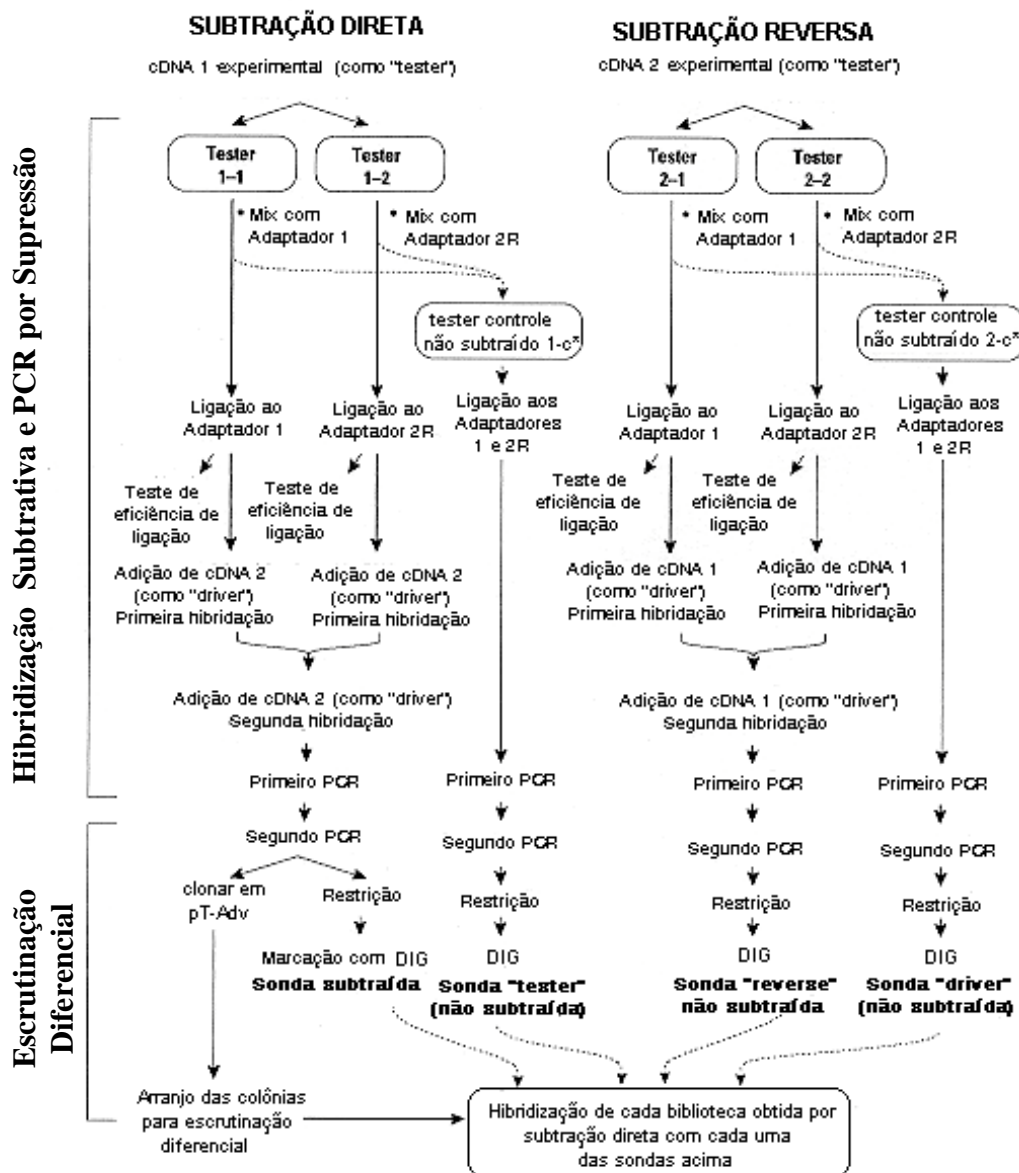 SUBTRAÇÃO DIRETA
cDNA 1 experimental (como "tester")
Tester
1–1
Tester
1–2
* Mix com
Adaptador 1
* Mix com
Adaptador 2R
tester controle
não subtraído 1-c*
Ligação ao
Adaptador 1
Ligação ao
Adaptador 2R
Ligação aos
Adaptadores
1 e 2R
Teste de
eficiência de
ligação
Teste de
eficiência de
ligação
Adição de cDNA 2
(como "driver")
Primeira hibridação
Adição de cDNA 2
(como "driver")
Primeira hibridação
Adição de cDNA 2 (como "driver")
Segunda hibridação
Primeiro PCR
Primeiro PCR
Segundo PCR
Segundo PCR
clonar em
pT-Adv
Restrição
Restrição
Marcação com DIG
Sonda subtraída
DIG
Sonda "tester"
(não subtraída)
SUBTRAÇÃO REVERSA
cDNA 2 experimental (como "tester")
Tester
2–1
Tester
2–2
* Mix com
Adaptador 1
* Mix com
Adaptador 2R
tester controle
não subtraído 2-c*
Ligação ao
Adaptador 1
Ligação ao
Adaptador 2R
Ligação aos
Adaptadores
1 e 2R
Teste de
eficiência de
ligação
Teste de
eficiência de
ligação
Adição de cDNA 1
(como "driver")
Primeira hibridação
Adição de cDNA 1
(como "driver")
Primeira hibridação
Adição de cDNA 1 (como "driver")
Segunda hibridação
Primeiro PCR
Primeiro PCR
Segundo PCR
Segundo PCR
Restrição
Restrição
DIG
Sonda "reverse"
não subtraída
DIG
Sonda "driver"
(não subtraída)
Arranjo das colônias
para escrutinação
diferencial
Hibridização de cada biblioteca obtida por
subtração direta com cada uma
das sondas acima
Hibridização Subtrativa e PCR por Supressão
Escrutinação
Diferencial